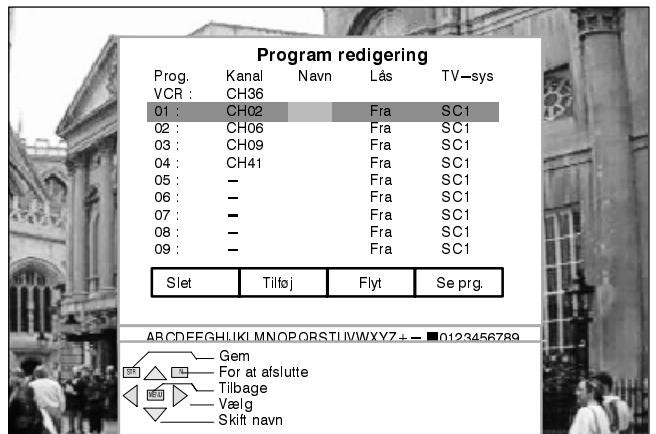 Program redigering
Prog. Kanal Navn Lås TV–sys
VCR : CH36
01 : CH02 Fra SC1
02 : CH06 Fra SC1
03 : CH09 Fra SC1
04 : CH41 Fra SC1
05 : – Fra SC1
06 : – Fra SC1
07 : – Fra SC1
08 : – Fra SC1
09 : – Fra SC1
Slet Tilføj Flyt Se prg.
ABCDEFGHIJKLMNOPQRSTUVWXYZ+–■0123456789
Gem
STR N For at afslutte
Tilbage
MENU Vælg
Skift navn